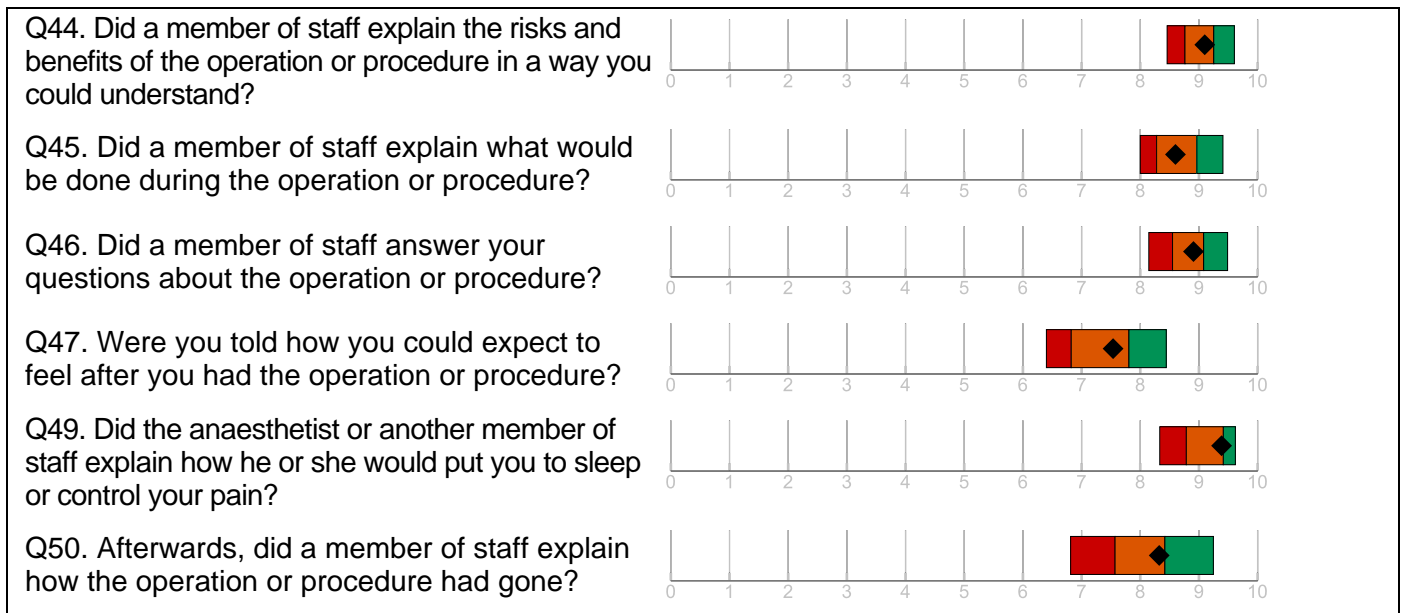 Q44. Did a member of staff explain the risks and
benefits of the operation or procedure in a way you
could understand?
0 1 2 3 4 5 6 7 8 9 10
Q45. Did a member of staff explain what would
be done during the operation or procedure?
0 1 2 3 4 5 6 7 8 9 10
Q46. Did a member of staff answer your
questions about the operation or procedure?
0 1 2 3 4 5 6 7 8 9 10
Q47. Were you told how you could expect to
feel after you had the operation or procedure?
0 1 2 3 4 5 6 7 8 9 10
Q49. Did the anaesthetist or another member of
staff explain how he or she would put you to sleep
or control your pain?
0 1 2 3 4 5 6 7 8 9 10
Q50. Afterwards, did a member of staff explain
how the operation or procedure had gone?
0 1 2 3 4 5 6 7 8 9 10